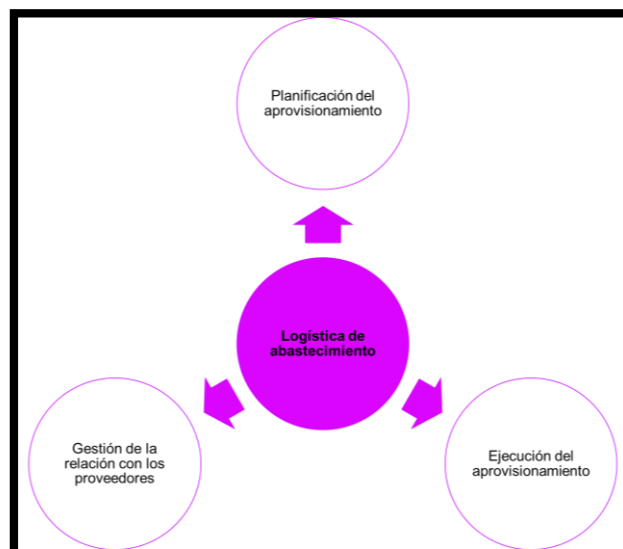 Planificación del
aprovisionamiento
Logística de
abastecimiento
Gestión de la
relación con los
proveedores
Ejecución del
aprovisionamiento